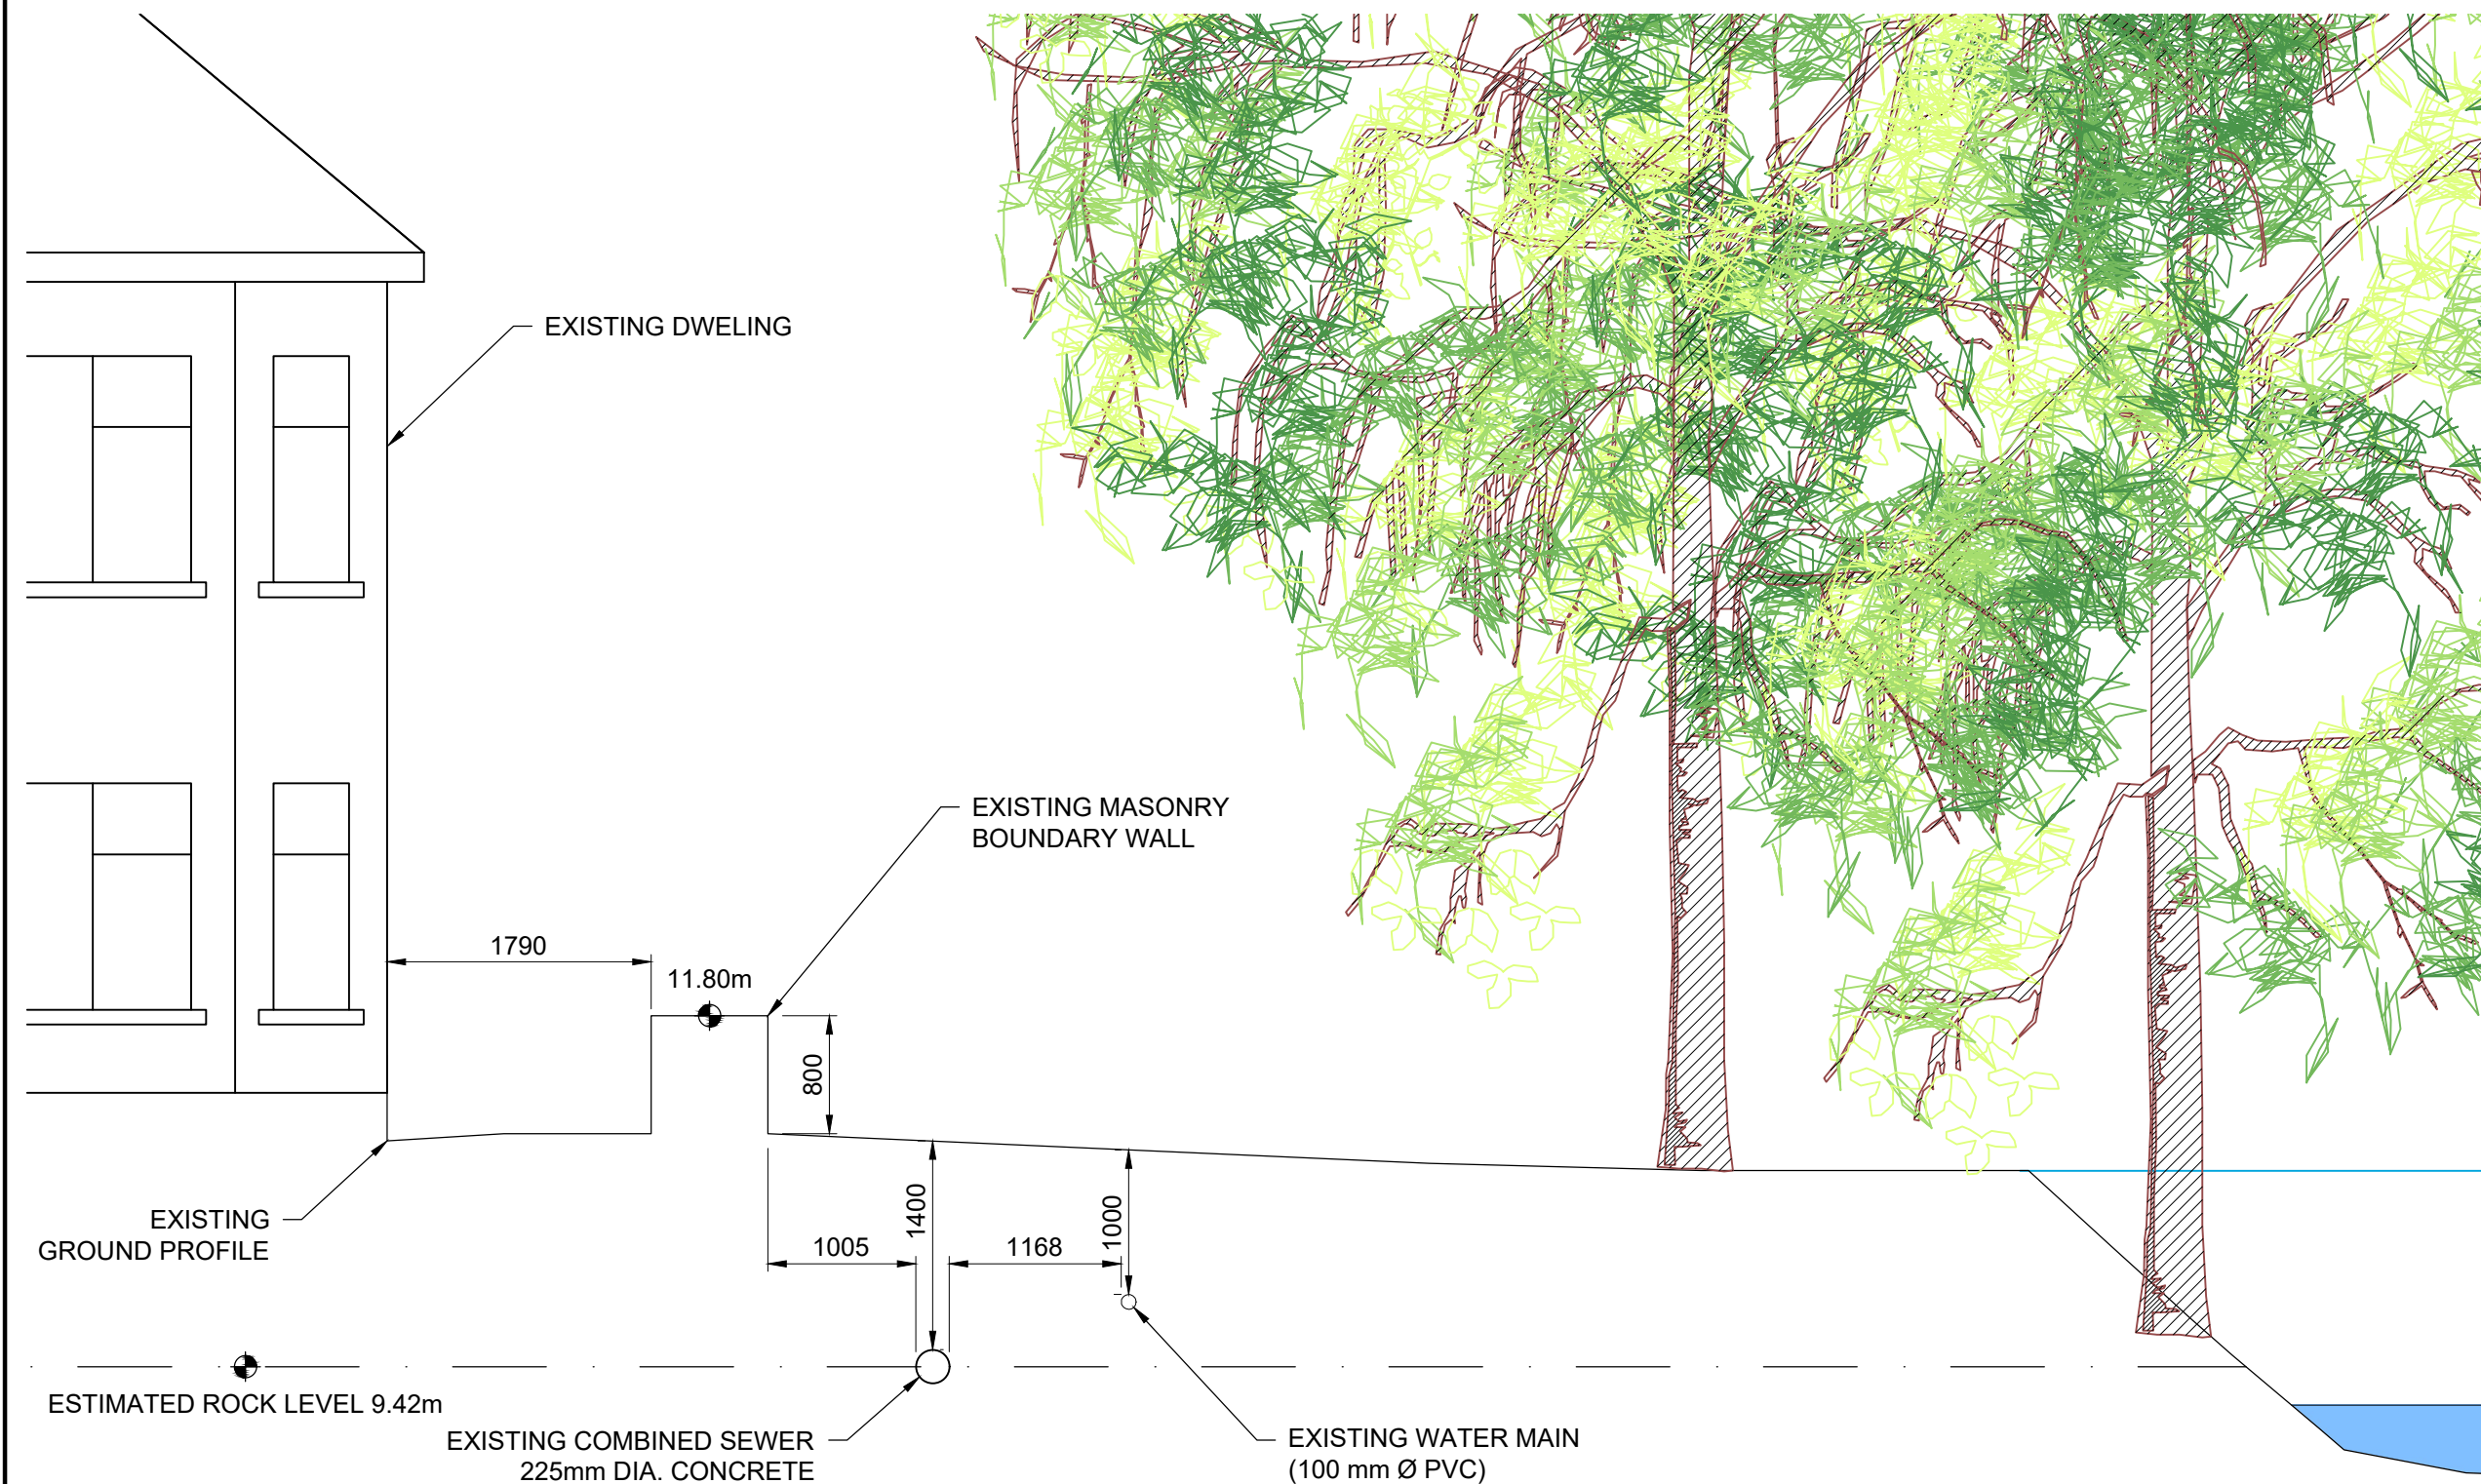 EXISTING DWELING
EXISTING MASONRY
BOUNDARY WALL
1790
11.80m
800
EXISTING
GROUND PROFILE
1400
1000
1005
1168
ESTIMATED ROCK LEVEL 9.42m
EXISTING COMBINED SEWER
225mm DIA. CONCRETE
EXISTING WATER MAIN
(100 mm Ø PVC)